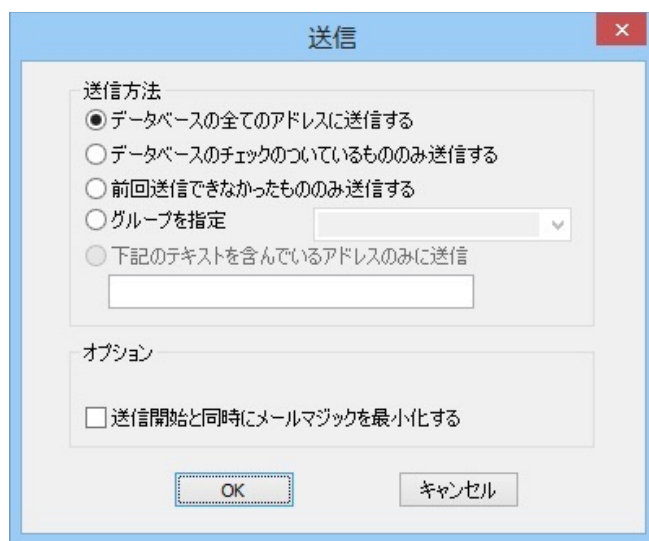 送信
送信方法
データベースの全てのアドレスに送信する
データベースのチェックのついているもののみ送信する
前回送信できなかったもののみ送信する
グループを指定
下記のテキストを含んでいるアドレスのみに送信
オプション
送信開始と同時にメールマジックを最小化する
OK キャンセル